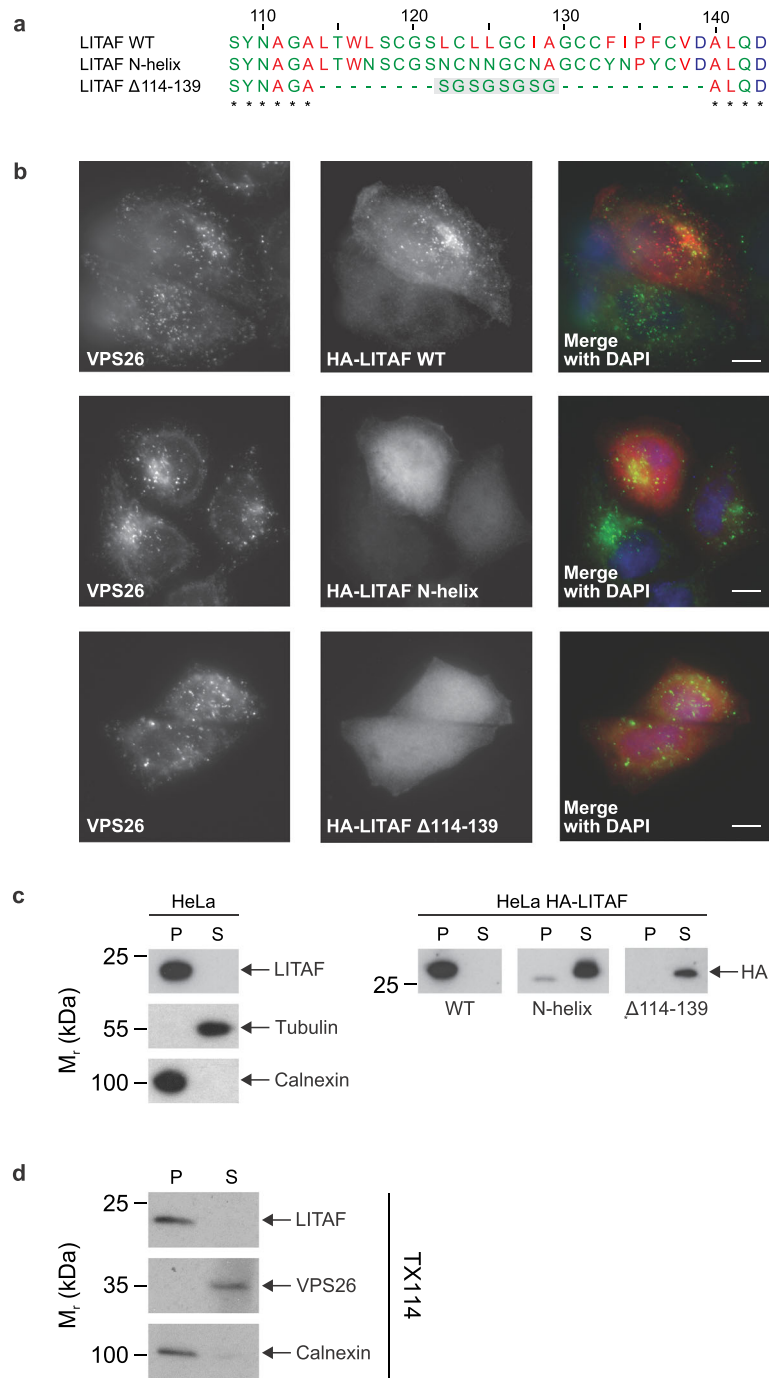 a
110 120 130 140
LITAF WT SYNAGALTWLSCGSLCLLGCIAGCCFIPFCVDALQD
LITAF N-helix SYNAGALTWNSCGSNCNNGCNAGCCYNPYCVDALQD
LITAF Δ114-139 SYNAGA--------SGSGSGSG----------ALQD
* * * * * * * * * *
b
VPS26 HA-LITAF WT Merge
with DAPI
VPS26 HA-LITAF N-helix Merge
with DAPI
VPS26 HA-LITAF Δ114-139 Merge
with DAPI
c
HeLa
P S
Mr (kDa)
25 LITAF
55 Tubulin
100 Calnexin
HeLa HA-LITAF
P S P S P S
25 HA
WT N-helix Δ114-139
d
P S
Mr (kDa)
25 LITAF
35 VPS26
100 Calnexin
TX114